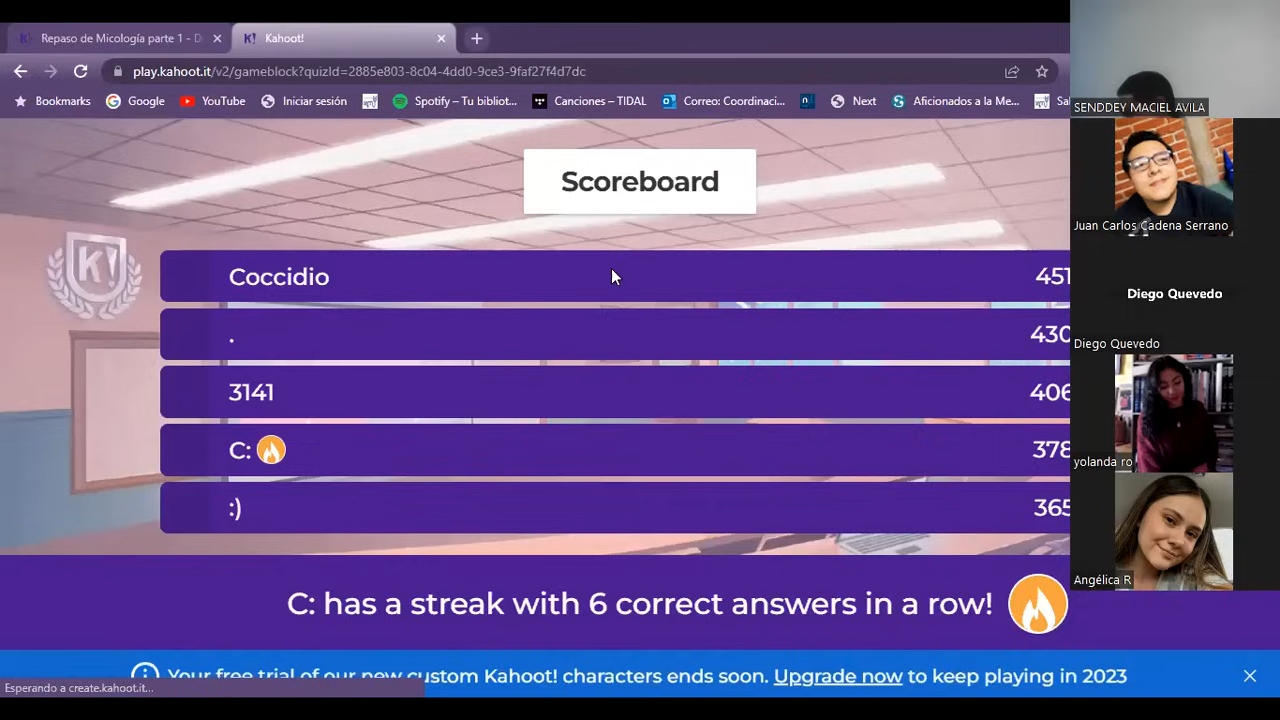 Repaso de Micología parte 1 - D
Kahoot!
play.kahoot.it/v2/gameblock?quizId=2885e803-8c04-4dd0-9ce3-9faf27f4d7dc
Bookmarks Google YouTube Iniciar sesión Spotify – Tu bibliot... Canciones — TIDAL Correo: Coordinaci... Next Aficionados a la Me... Sa
SENDDEY MACIEL AVILA
Scoreboard
K!
Coccidio 451
. 430
3141 406
C: 378
:) 365
Juan Carlos Cadena Serrano
Diego Quevedo
Diego Quevedo
yolanda ro
Angélica R
C: has a streak with 6 correct answers in a row!
Your free trial of our new custom Kahoot! characters ends soon. Upgrade now to keep playing in 2023
Esperando a create.kahoot.it...